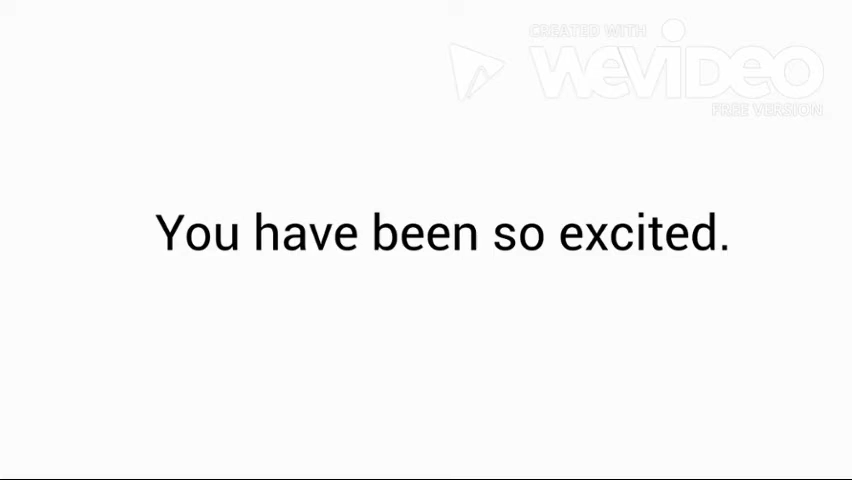 CREATED WITH
WEVIDEO
FREE VERSION
You have been so excited.